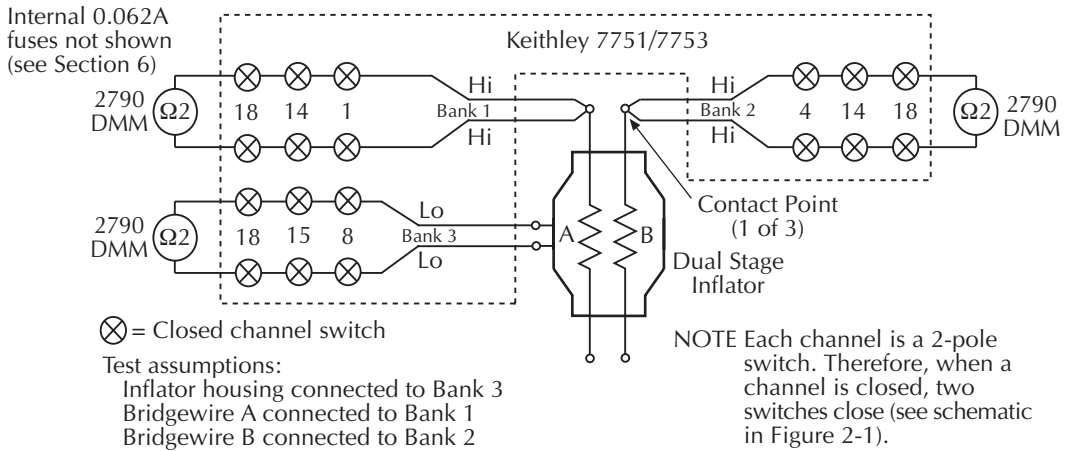 Internal 0.062A
fuses not shown
(see Section 6)
Keithley 7751/7753
2790
DMM
Ω2
18 14 1
Hi
Bank 1
Hi
Hi
Bank 2
Hi
4 14 18
Ω2
2790
DMM
2790
DMM
Ω2
18 15 8
Lo
Bank 3
Lo
A
B
Contact Point
(1 of 3)
Dual Stage
Inflator
= Closed channel switch
Test assumptions:
Inflator housing connected to Bank 3
Bridgewire A connected to Bank 1
Bridgewire B connected to Bank 2
NOTE Each channel is a 2-pole
switch. Therefore, when a
channel is closed, two
switches close (see schematic
in Figure 2-1).